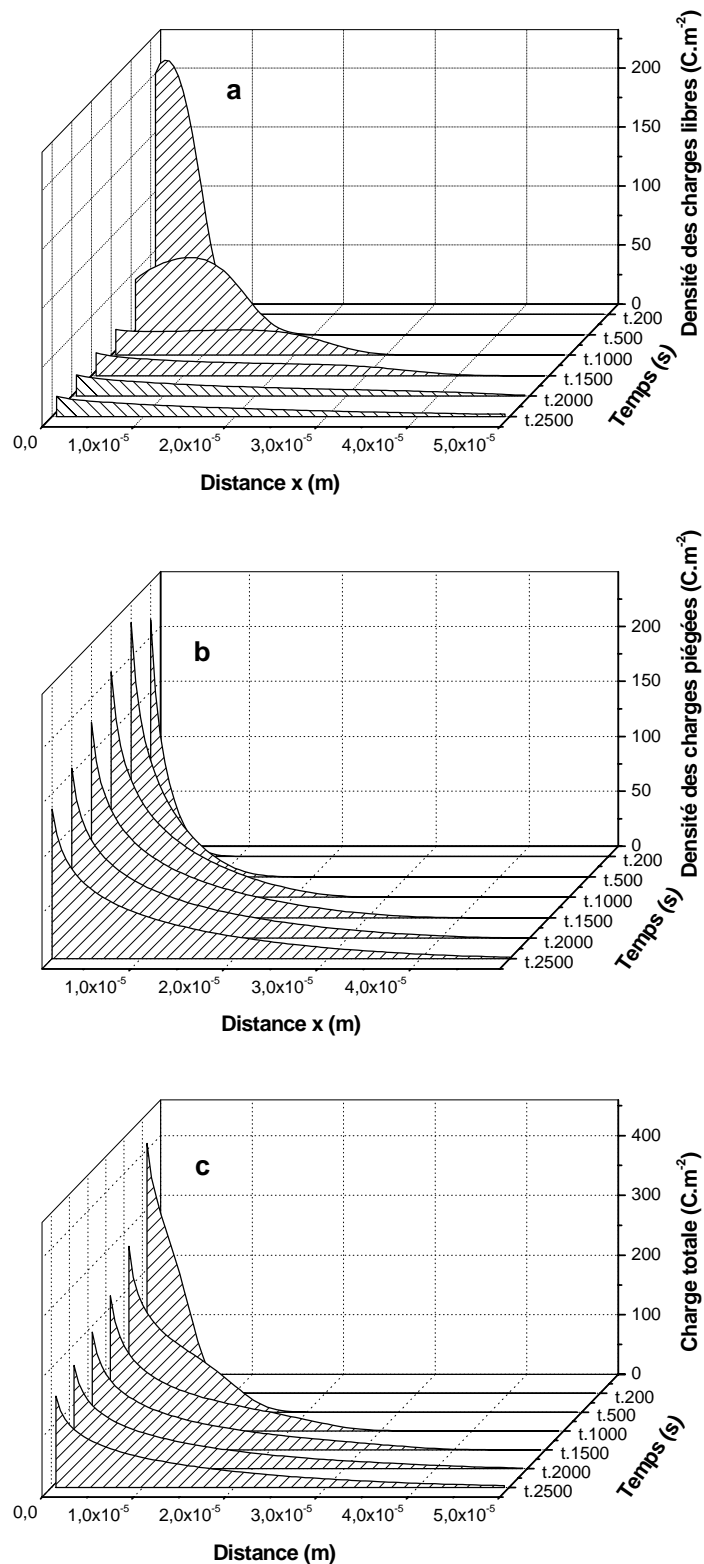 a
200
150
100
50
0
Densité des charges libres (C.m⁻²)
t.200
t.500
t.1000
t.1500
t.2000
t.2500
Temps (s)
0,0
1,0x10⁻⁵
2,0x10⁻⁵
3,0x10⁻⁵
4,0x10⁻⁵
5,0x10⁻⁵
Distance x (m)
b
200
150
100
50
0
Densité des charges piégées (C.m⁻²)
t.200
t.500
t.1000
t.1500
t.2000
t.2500
Temps (s)
1,0x10⁻⁵
2,0x10⁻⁵
3,0x10⁻⁵
4,0x10⁻⁵
Distance x (m)
c
400
300
200
100
0
Charge totale (C.m⁻²)
t.200
t.500
t.1000
t.1500
t.2000
t.2500
Temps (s)
0,0
1,0x10⁻⁵
2,0x10⁻⁵
3,0x10⁻⁵
4,0x10⁻⁵
5,0x10⁻⁵
Distance (m)